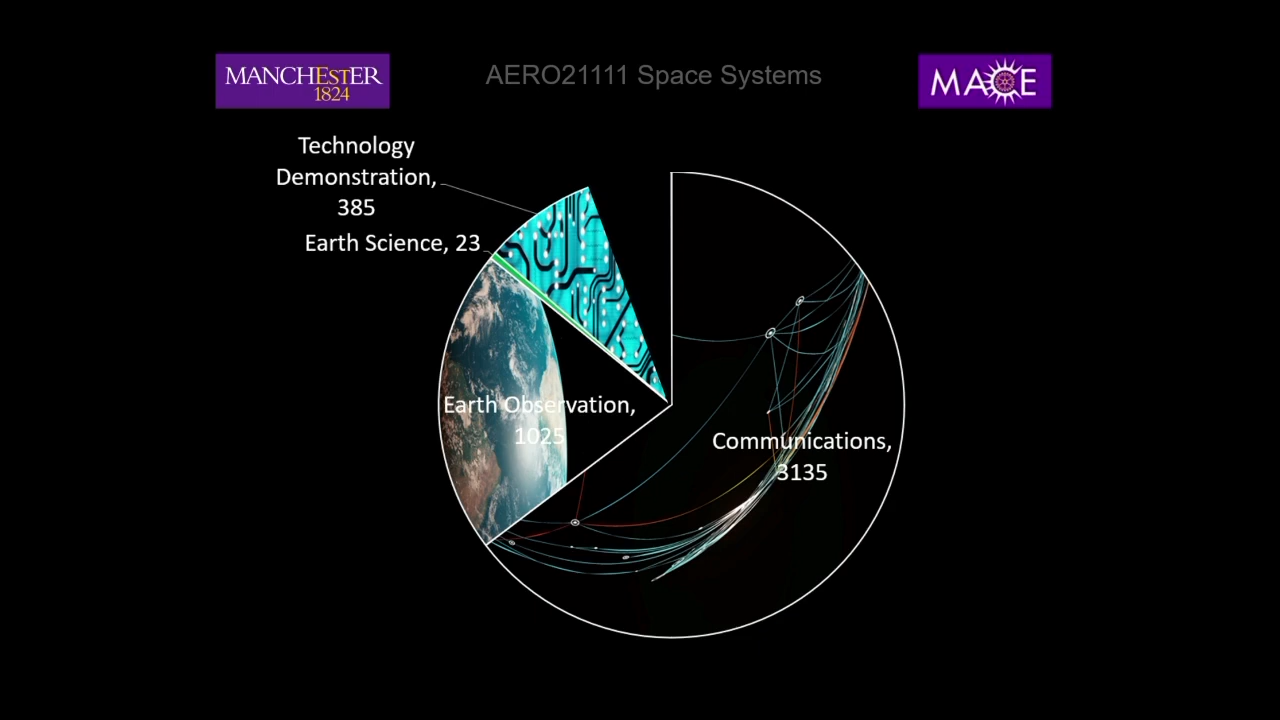 MANCHESTER
1824
AERO21111 Space Systems
MACE
Technology
Demonstration,
385
Earth Science, 23
Earth Observation,
1025
Communications,
3135